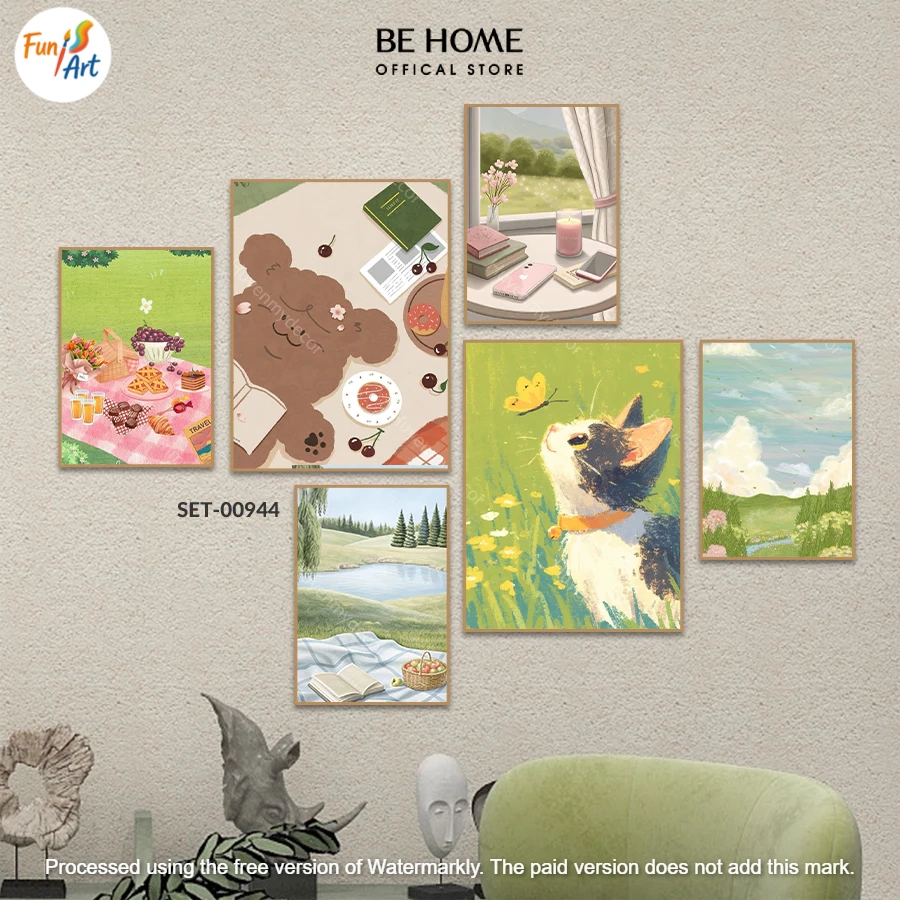 Fun
Art
BE HOME
OFFICAL STORE
TRAVEL
SET-00944
Processed using the free version of Watermarkly. The paid version does not add this mark.